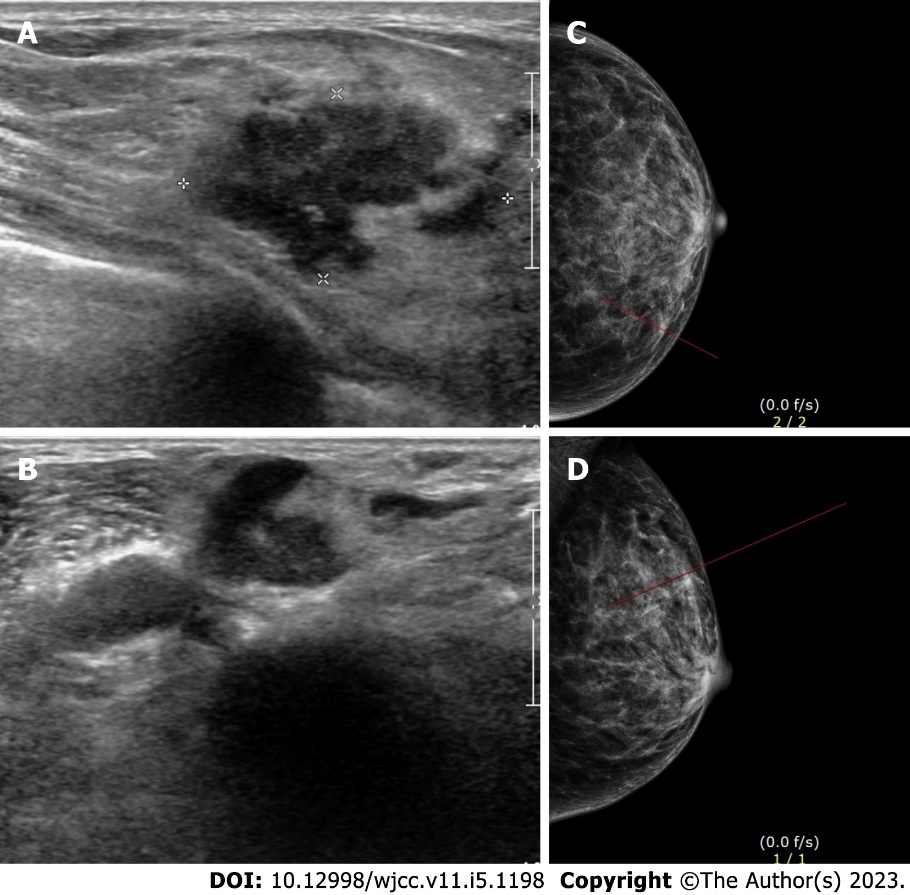 A
C
(0.0 f/s)
2 / 2
B
D
(0.0 f/s)
1 / 1
DOI: 10.12998/wjcc.v11.i5.1198 Copyright ©The Author(s) 2023.